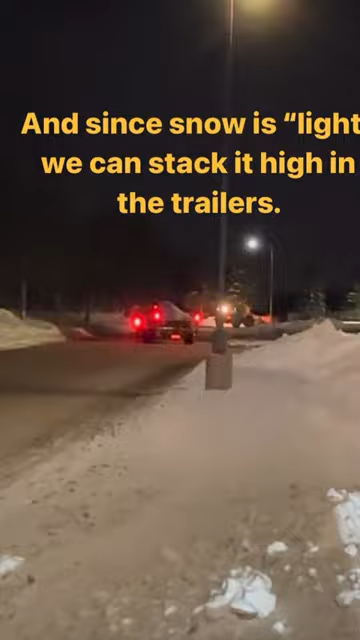 And since snow is “light
we can stack it high in
the trailers.